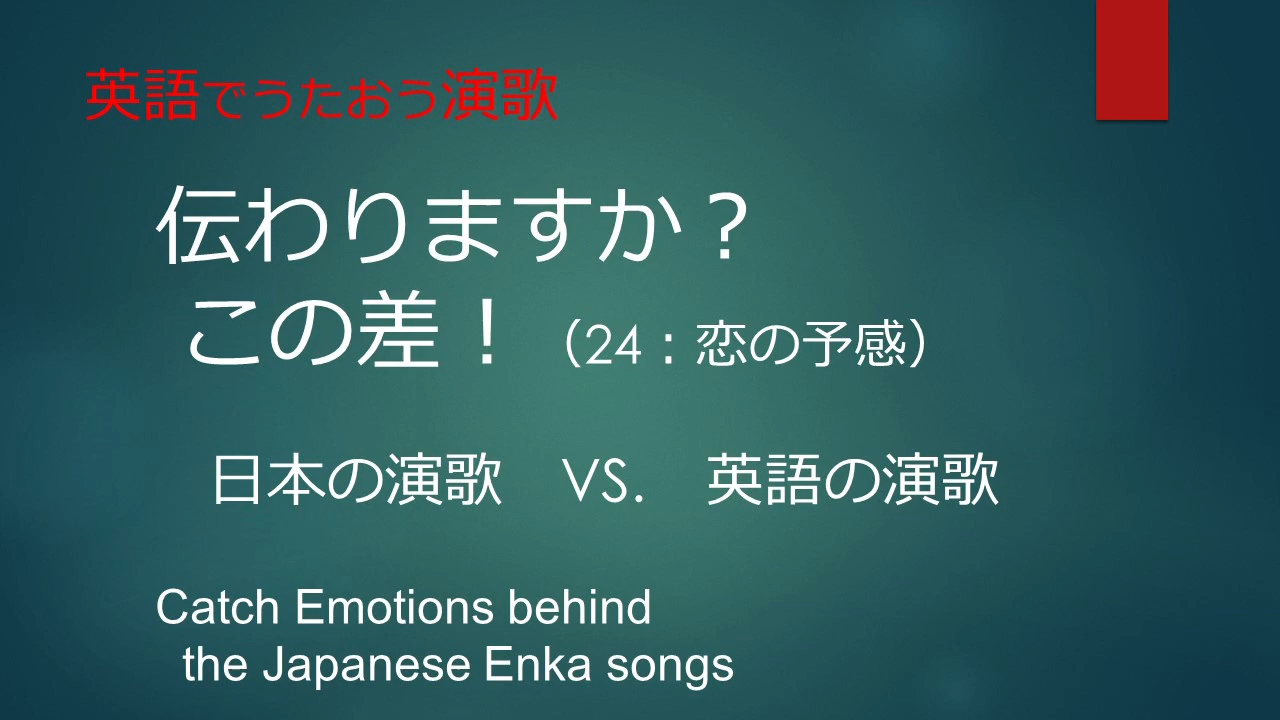 英語でうたおう演歌
伝わりますか？
この差！（24：恋の予感）
日本の演歌　VS.　英語の演歌
Catch Emotions behind
the Japanese Enka songs